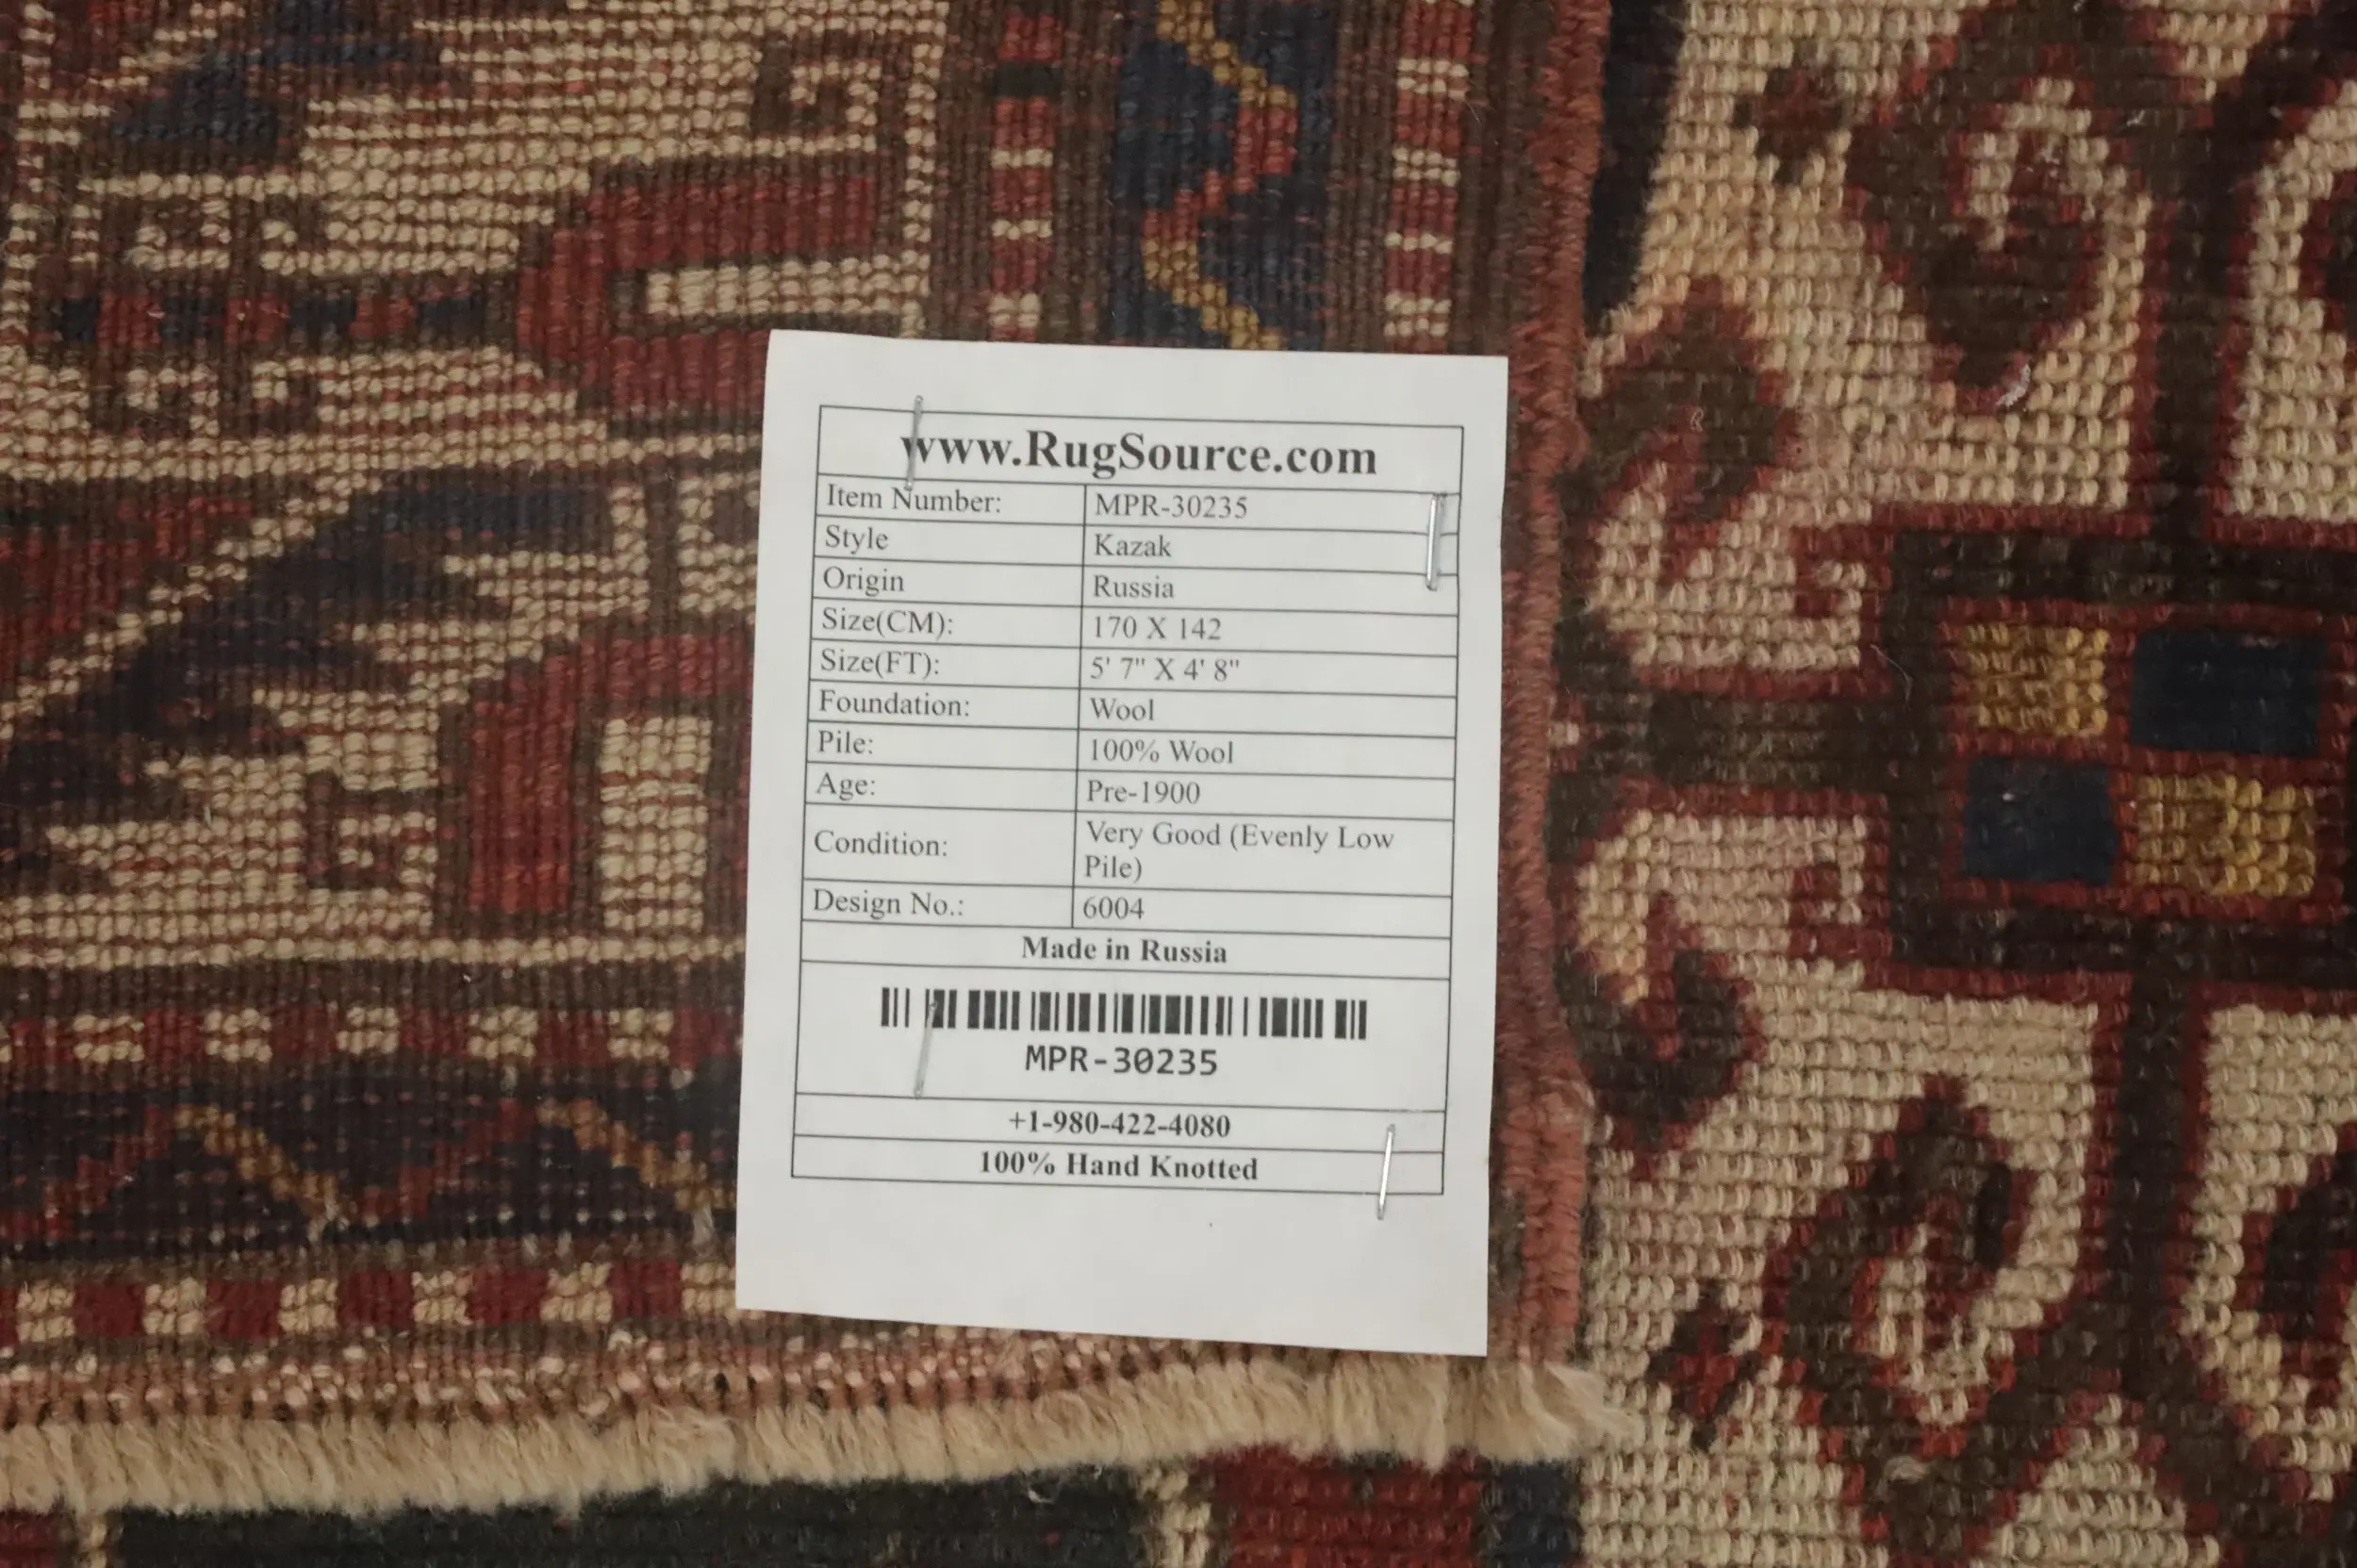 www.RugSource.com
Item Number: MPR-30235
Style Kazak
Origin Russia
Size(CM): 170 X 142
Size(FT): 5' 7" X 4' 8"
Foundation: Wool
Pile: 100% Wool
Age: Pre-1900
Condition: Very Good (Evenly Low
Pile)
Design No.: 6004
Made in Russia
MPR-30235
+1-980-422-4080
100% Hand Knotted